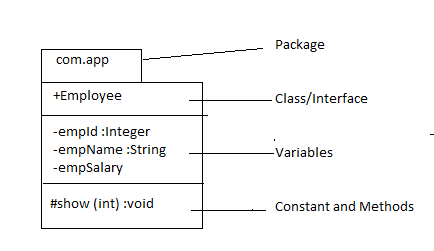 Package
com.app
+Employee
Class/Interface
-empId :Integer
-empName :String
Variables
-empSalary
#show (int) :void
Constant and Methods